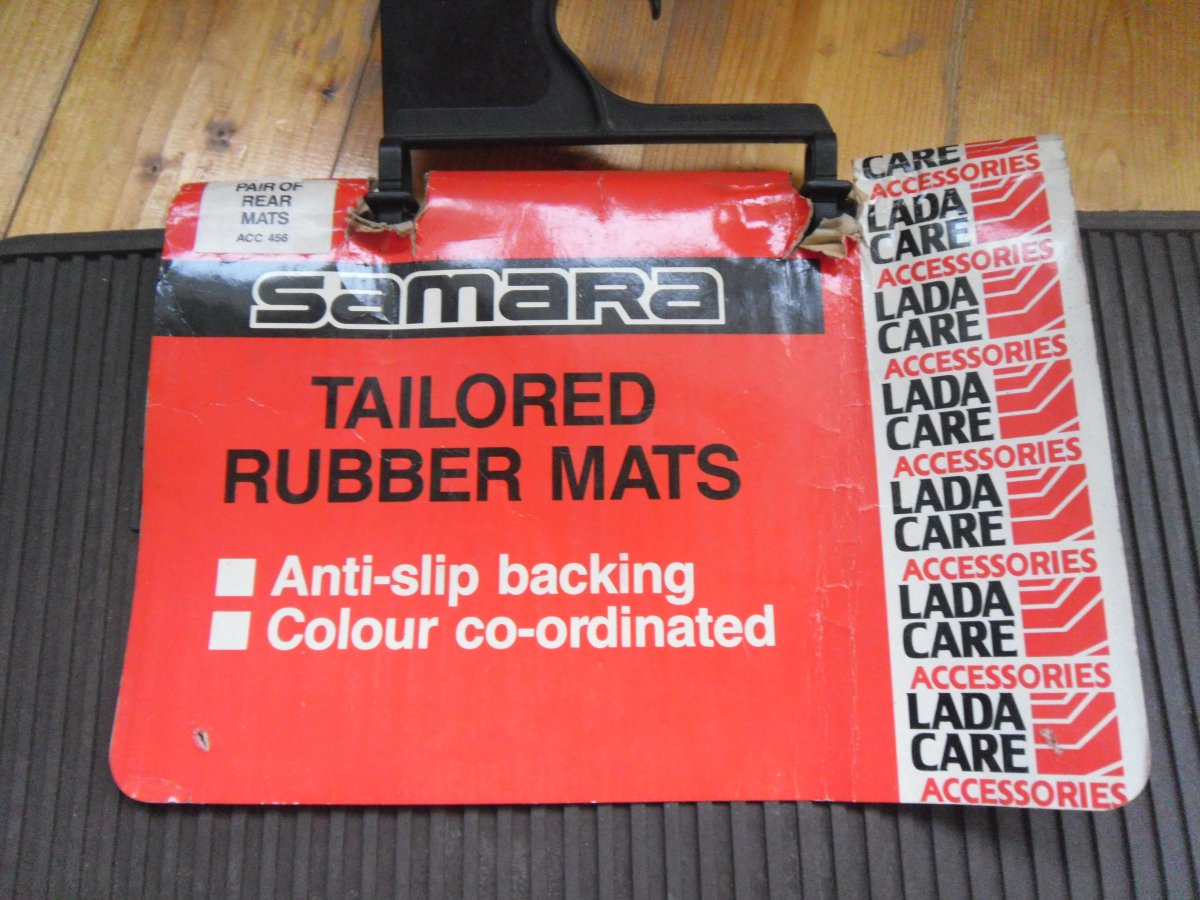 PAIR OF
REAR
MATS
ACC 456
SAMARA
TAILORED
RUBBER MATS
Anti-slip backing
Colour co-ordinated
CARE
ACCESSORIES
LADA
CARE
ACCESSORIES
LADA
CARE
ACCESSORIES
LADA
CARE
ACCESSORIES
LADA
CARE
ACCESSORIES
LADA
CARE
ACCESSORIES
LADA
CARE
ACCESSORIES